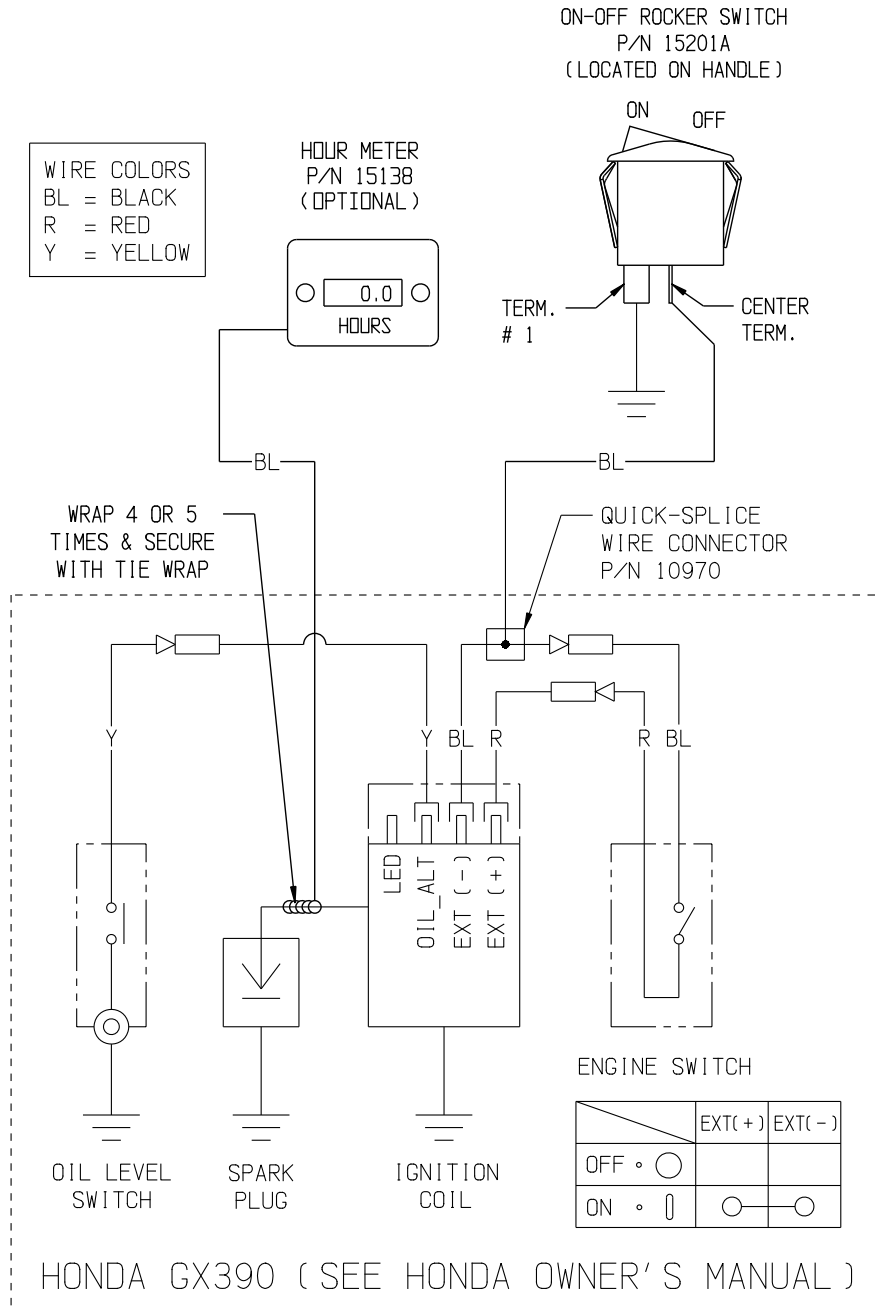 ON-OFF ROCKER SWITCH
P/N 15201A
(LOCATED ON HANDLE)
ON
OFF
HOUR METER
P/N 15138
(OPTIONAL)
WIRE COLORS
BL = BLACK
R = RED
Y = YELLOW
0.0
HOURS
TERM.
# 1
CENTER
TERM.
BL
BL
WRAP 4 OR 5
TIMES & SECURE
WITH TIE WRAP
QUICK-SPLICE
WIRE CONNECTOR
P/N 10970
Y
Y
BL
R
R
BL
LED
OIL_ALT
EXT (-)
EXT (+)
OIL LEVEL
SWITCH
SPARK
PLUG
IGNITION
COIL
ENGINE SWITCH
EXT(+) EXT(-)
OFF
ON
HONDA GX390 (SEE HONDA OWNER'S MANUAL)